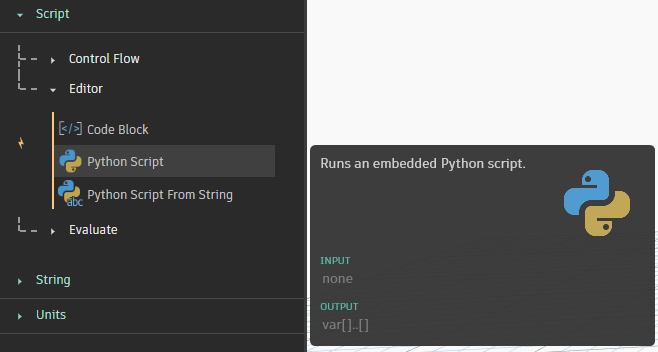 Script
Control Flow
Editor
</> Code Block
Python Script
abc Python Script From String
Evaluate
String
Units
Runs an embedded Python script.
INPUT
none
OUTPUT
var[]..[]